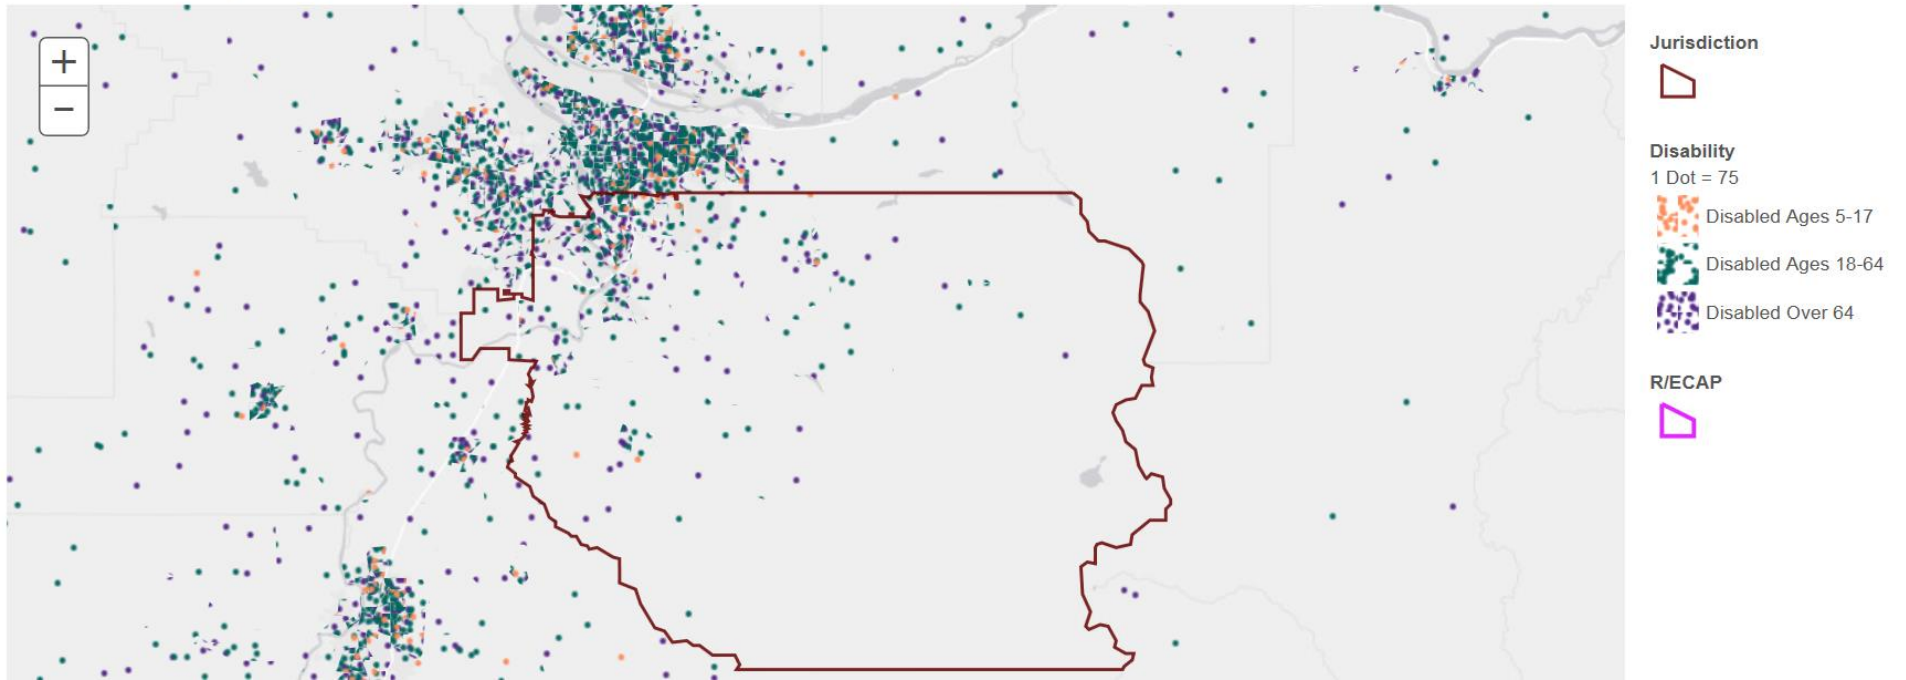 +
−
Jurisdiction
Disability
1 Dot = 75
Disabled Ages 5-17
Disabled Ages 18-64
Disabled Over 64
R/ECAP